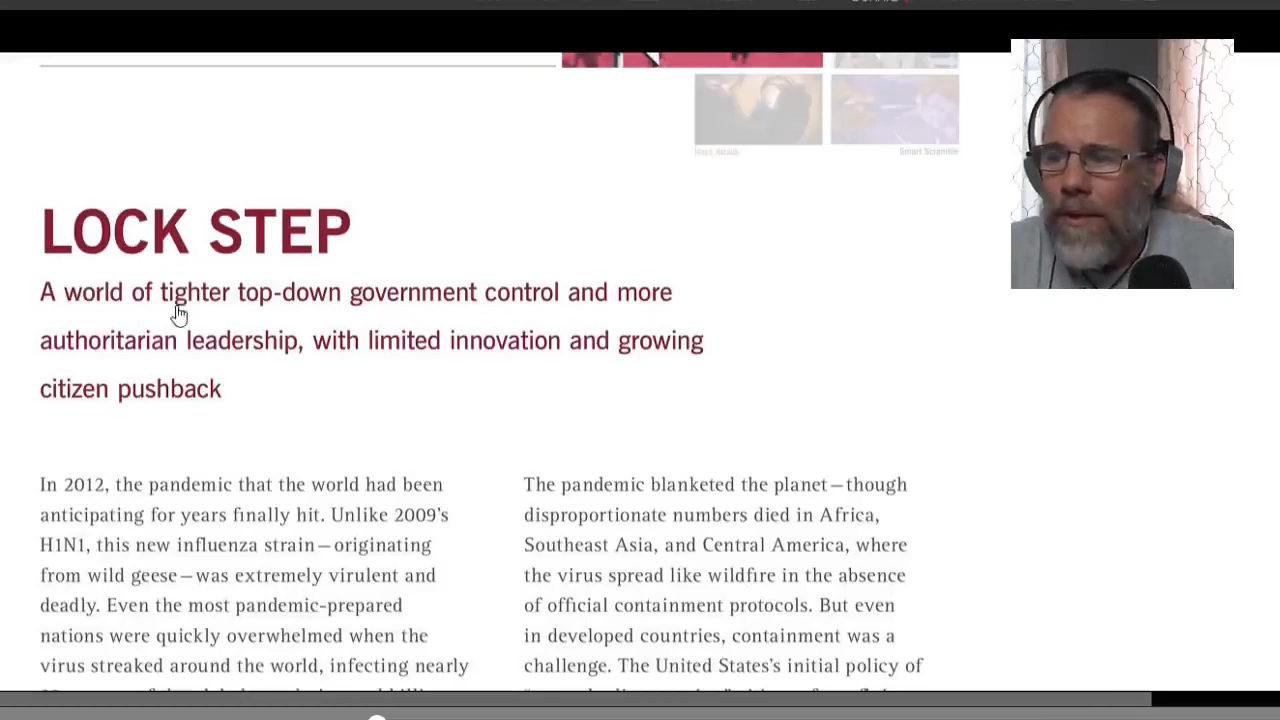 Smart Scramble
LOCK STEP
A world of tighter top-down government control and more
authoritarian leadership, with limited innovation and growing
citizen pushback
In 2012, the pandemic that the world had been
anticipating for years finally hit. Unlike 2009’s
H1N1, this new influenza strain—originating
from wild geese—was extremely virulent and
deadly. Even the most pandemic-prepared
nations were quickly overwhelmed when the
virus streaked around the world, infecting nearly
The pandemic blanketed the planet—though
disproportionate numbers died in Africa,
Southeast Asia, and Central America, where
the virus spread like wildfire in the absence
of official containment protocols. But even
in developed countries, containment was a
challenge. The United States’s initial policy of